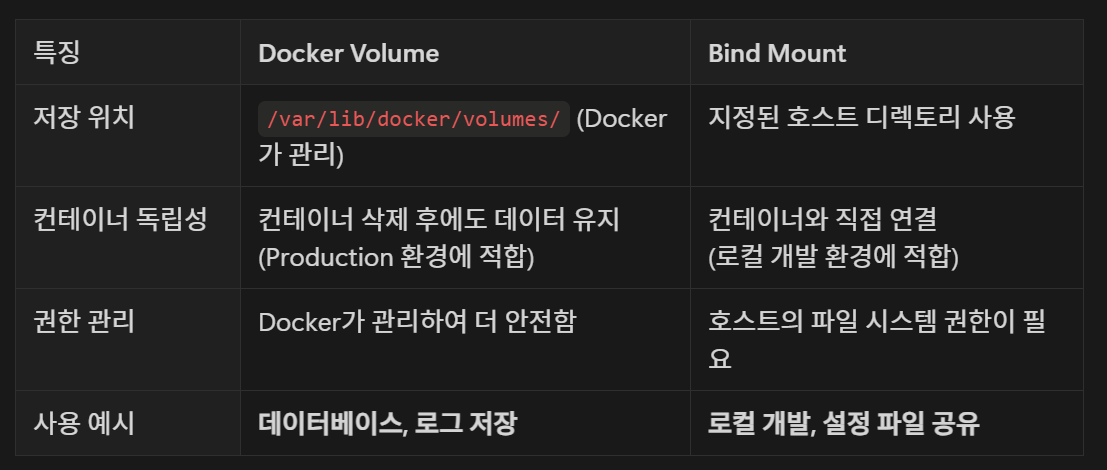 특징
Docker Volume
Bind Mount
저장 위치
/var/lib/docker/volumes/ (Docker
가 관리)
지정된 호스트 디렉토리 사용
컨테이너 독립성
컨테이너 삭제 후에도 데이터 유지
(Production 환경에 적합)
컨테이너와 직접 연결
(로컬 개발 환경에 적합)
권한 관리
Docker가 관리하여 더 안전함
호스트의 파일 시스템 권한이 필
요
사용 예시
데이터베이스, 로그 저장
로컬 개발, 설정 파일 공유